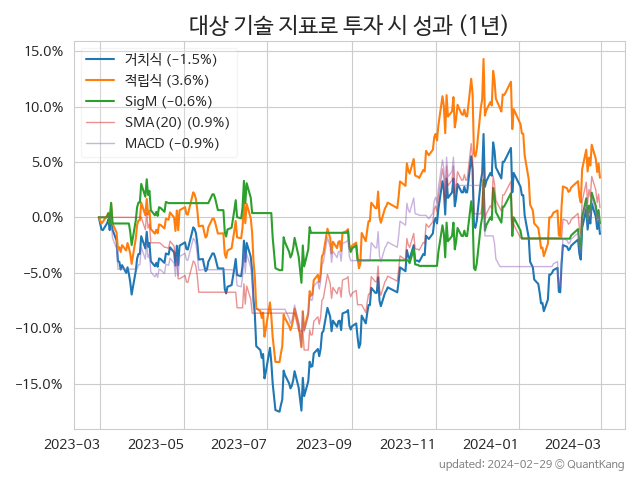 대상 기술 지표로 투자 시 성과 (1년)
15.0%
10.0%
5.0%
0.0%
−5.0%
−10.0%
−15.0%
거치식 (−1.5%)
적립식 (3.6%)
SigM (−0.6%)
SMA(20) (0.9%)
MACD (−0.9%)
2023-03 2023-05 2023-07 2023-09 2023-11 2024-01 2024-03
updated: 2024-02-29 ⓒ QuantKang